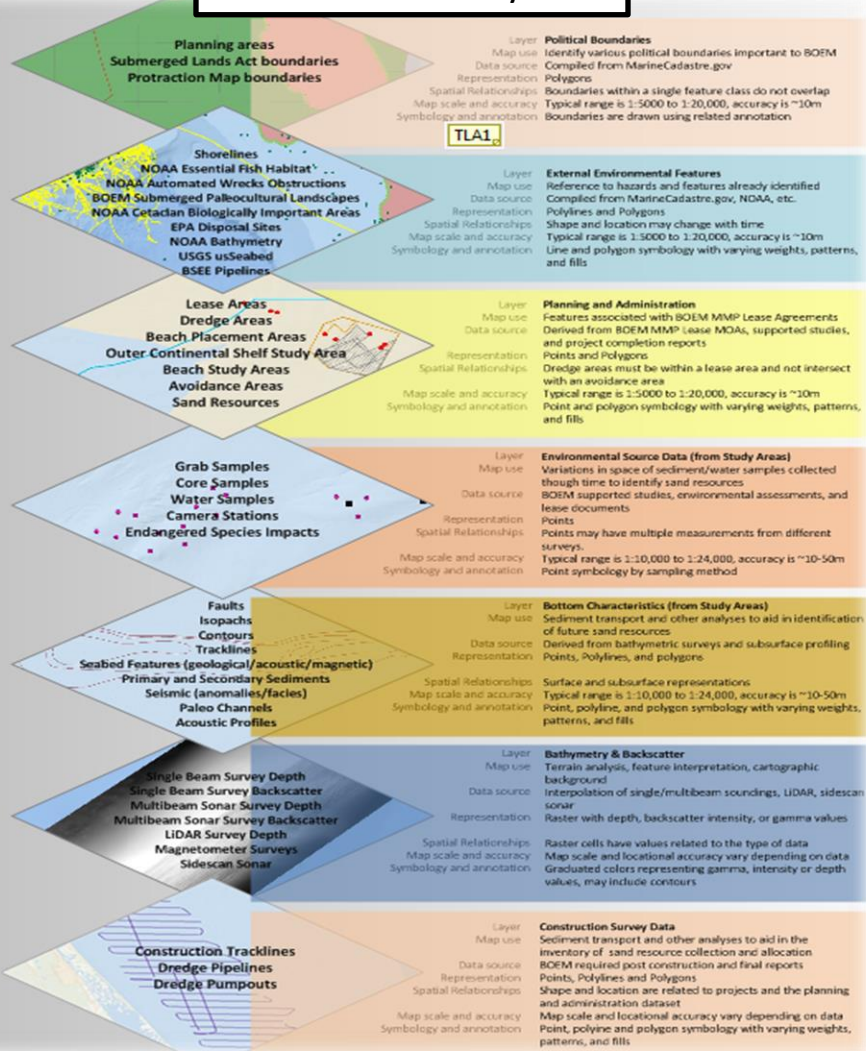 Planning areas
Submerged Lands Act boundaries
Protraction Map boundaries
Layer Political Boundaries
Map use Identify various political boundaries important to BOEM
Data source Compiled from MarineCadastre.gov
Representation Polygons
Spatial Relationships Boundaries within a single feature class do not overlap
Map scale and accuracy Typical range is 1:5000 to 1:20,000, accuracy is ~10m
Symbology and annotation Boundaries are drawn using related annotation
TLA1
Shorelines
NOAA Essential Fish Habitat
NOAA Automated Wrecks Obstructions
BOEM Submerged Paleocultural Landscapes
NOAA Cetacian Biologically Important Areas
EPA Disposal Sites
NOAA Bathymetry
USGS usSeabed
BSEE Pipelines
Layer External Environmental Features
Map use Reference to hazards and features already identified
Data source Compiled from MarineCadastre.gov, NOAA, etc.
Representation Polylines and Polygons
Spatial Relationships Shape and location may change with time
Map scale and accuracy Typical range is 1:5000 to 1:20,000, accuracy is ~10m
Symbology and annotation Line and polygon symbology with varying weights, patterns,
and fills
Lease Areas
Dredge Areas
Beach Placement Areas
Outer Continental Shelf Study Area
Beach Study Areas
Avoidance Areas
Sand Resources
Layer Planning and Administration
Map use Features associated with BOEM MMP Lease Agreements
Data source Derived from BOEM MMP Lease MOAs, supported studies,
and project completion reports
Representation Points and Polygons
Spatial Relationships Dredge areas must be within a lease area and not intersect
with an avoidance area
Map scale and accuracy Typical range is 1:5000 to 1:20,000, accuracy is ~10m
Symbology and annotation Point and polygon symbology with varying weights, patterns,
and fills
Grab Samples
Core Samples
Water Samples
Camera Stations
Endangered Species Impacts
Layer Environmental Source Data (from Study Areas)
Map use Variations in space of sediment/water samples collected
though time to identify sand resources
Data source BOEM supported studies, environmental assessments, and
lease documents
Representation Points
Spatial Relationships Points may have multiple measurements from different
surveys.
Map scale and accuracy Typical range is 1:10,000 to 1:24,000, accuracy is ~10-50m
Symbology and annotation Point symbology by sampling method
Faults
Isopachs
Contours
Tracklines
Seabed Features (geological/acoustic/magnetic)
Primary and Secondary Sediments
Seismic (anomalies/facies)
Paleo Channels
Acoustic Profiles
Layer Bottom Characteristics (from Study Areas)
Map use Sediment transport and other analyses to aid in identification
of future sand resources
Data source Derived from bathymetric surveys and subsurface profiling
Representation Points, Polylines, and polygons
Spatial Relationships Surface and subsurface representations
Map scale and accuracy Typical range is 1:10,000 to 1:24,000, accuracy is ~10-50m
Symbology and annotation Point, polyline, and polygon symbology with varying weights,
patterns, and fills
Single Beam Survey Depth
Single Beam Survey Backscatter
Multibeam Sonar Survey Depth
Multibeam Sonar Survey Backscatter
LiDAR Survey Depth
Magnetometer Surveys
Sidescan Sonar
Layer Bathymetry & Backscatter
Map use Terrain analysis, feature interpretation, cartographic
background
Data source Interpolation of single/multibeam soundings, LiDAR, sidescan
sonar
Representation Raster with depth, backscatter intensity, or gamma values
Spatial Relationships Raster cells have values related to the type of data
Map scale and accuracy Map scale and locational accuracy vary depending on data
Symbology and annotation Graduated colors representing gamma, intensity or depth
values, may include contours
Construction Tracklines
Dredge Pipelines
Dredge Pumpouts
Layer Construction Survey Data
Map use Sediment transport and other analyses to aid in the
inventory of sand resource collection and allocation
Data source BOEM required post construction and final reports
Representation Points, Polylines and Polygons
Spatial Relationships Shape and location are related to projects and the planning
and administration dataset
Map scale and accuracy Map scale and locational accuracy vary depending on data
Symbology and annotation Point, polyine and polygon symbology with varying weights,
patterns, and fills